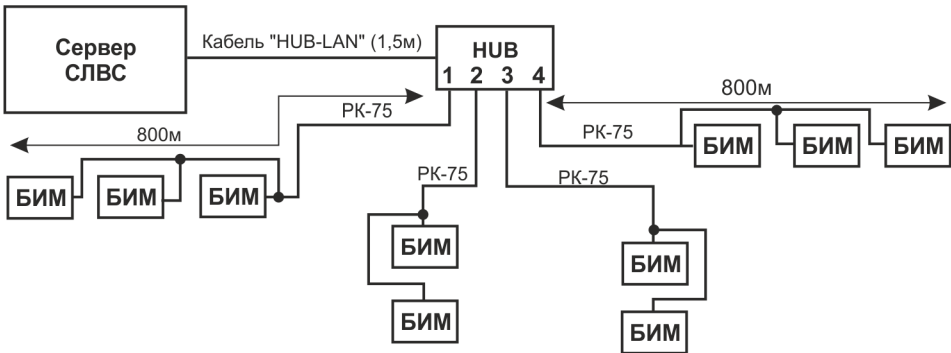 Сервер
СЛВС
Кабель "HUB-LAN" (1,5м)
HUB
1 2 3 4
800м
РК-75
800м
РК-75
БИМ
БИМ
БИМ
БИМ
БИМ
БИМ
РК-75
РК-75
БИМ
БИМ
БИМ
БИМ